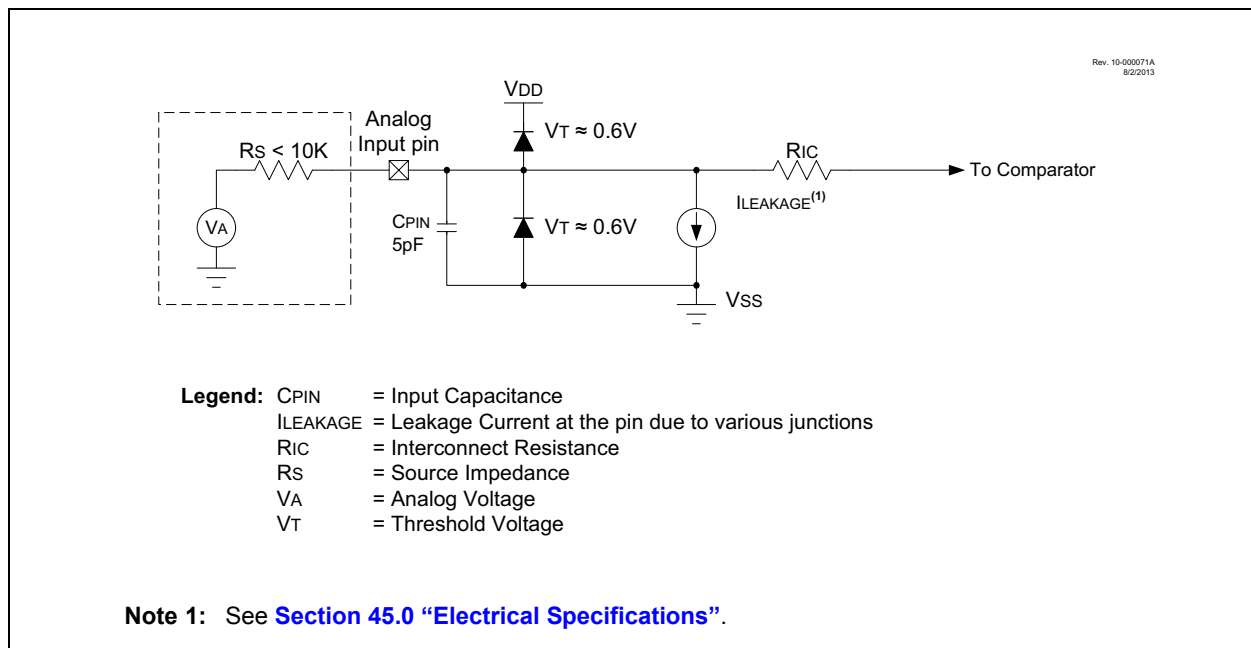 Rev. 10-000071A
8/2/2013
VDD
Analog
Input pin
VT ≈ 0.6V
RS < 10K
RIC
To Comparator
ILEAKAGE(1)
CPIN
5pF
VT ≈ 0.6V
VA
VSS
Legend: CPIN = Input Capacitance
ILEAKAGE = Leakage Current at the pin due to various junctions
RIC = Interconnect Resistance
RS = Source Impedance
VA = Analog Voltage
VT = Threshold Voltage
Note 1: See Section 45.0 “Electrical Specifications”.